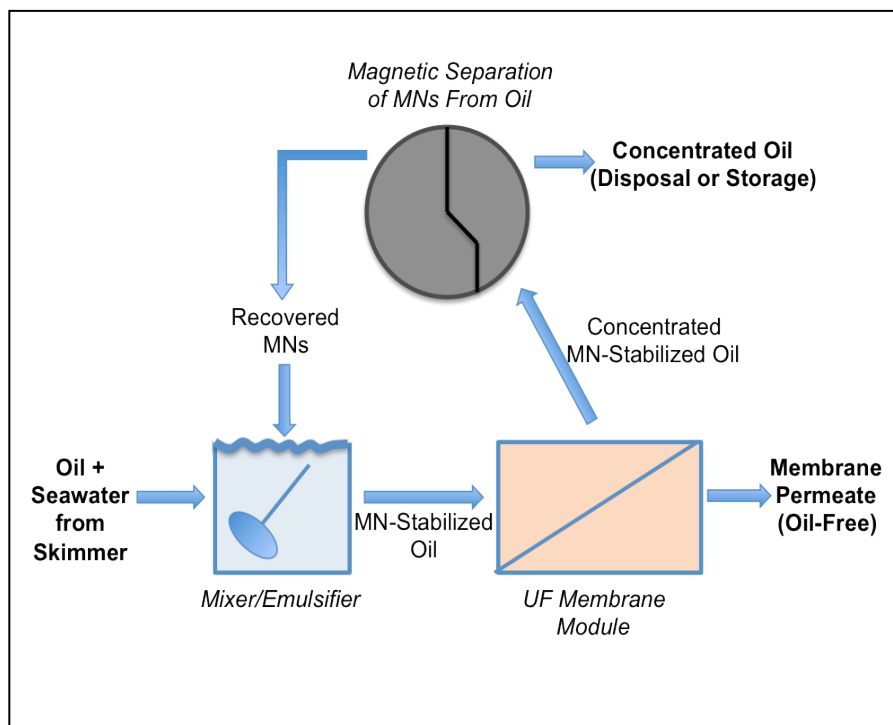 Magnetic Separation
of MNs From Oil
Concentrated Oil
(Disposal or Storage)
Recovered
MNs
Concentrated
MN-Stabilized Oil
Oil +
Seawater
from
Skimmer
MN-Stabilized
Oil
Membrane
Permeate
(Oil-Free)
Mixer/Emulsifier
UF Membrane
Module